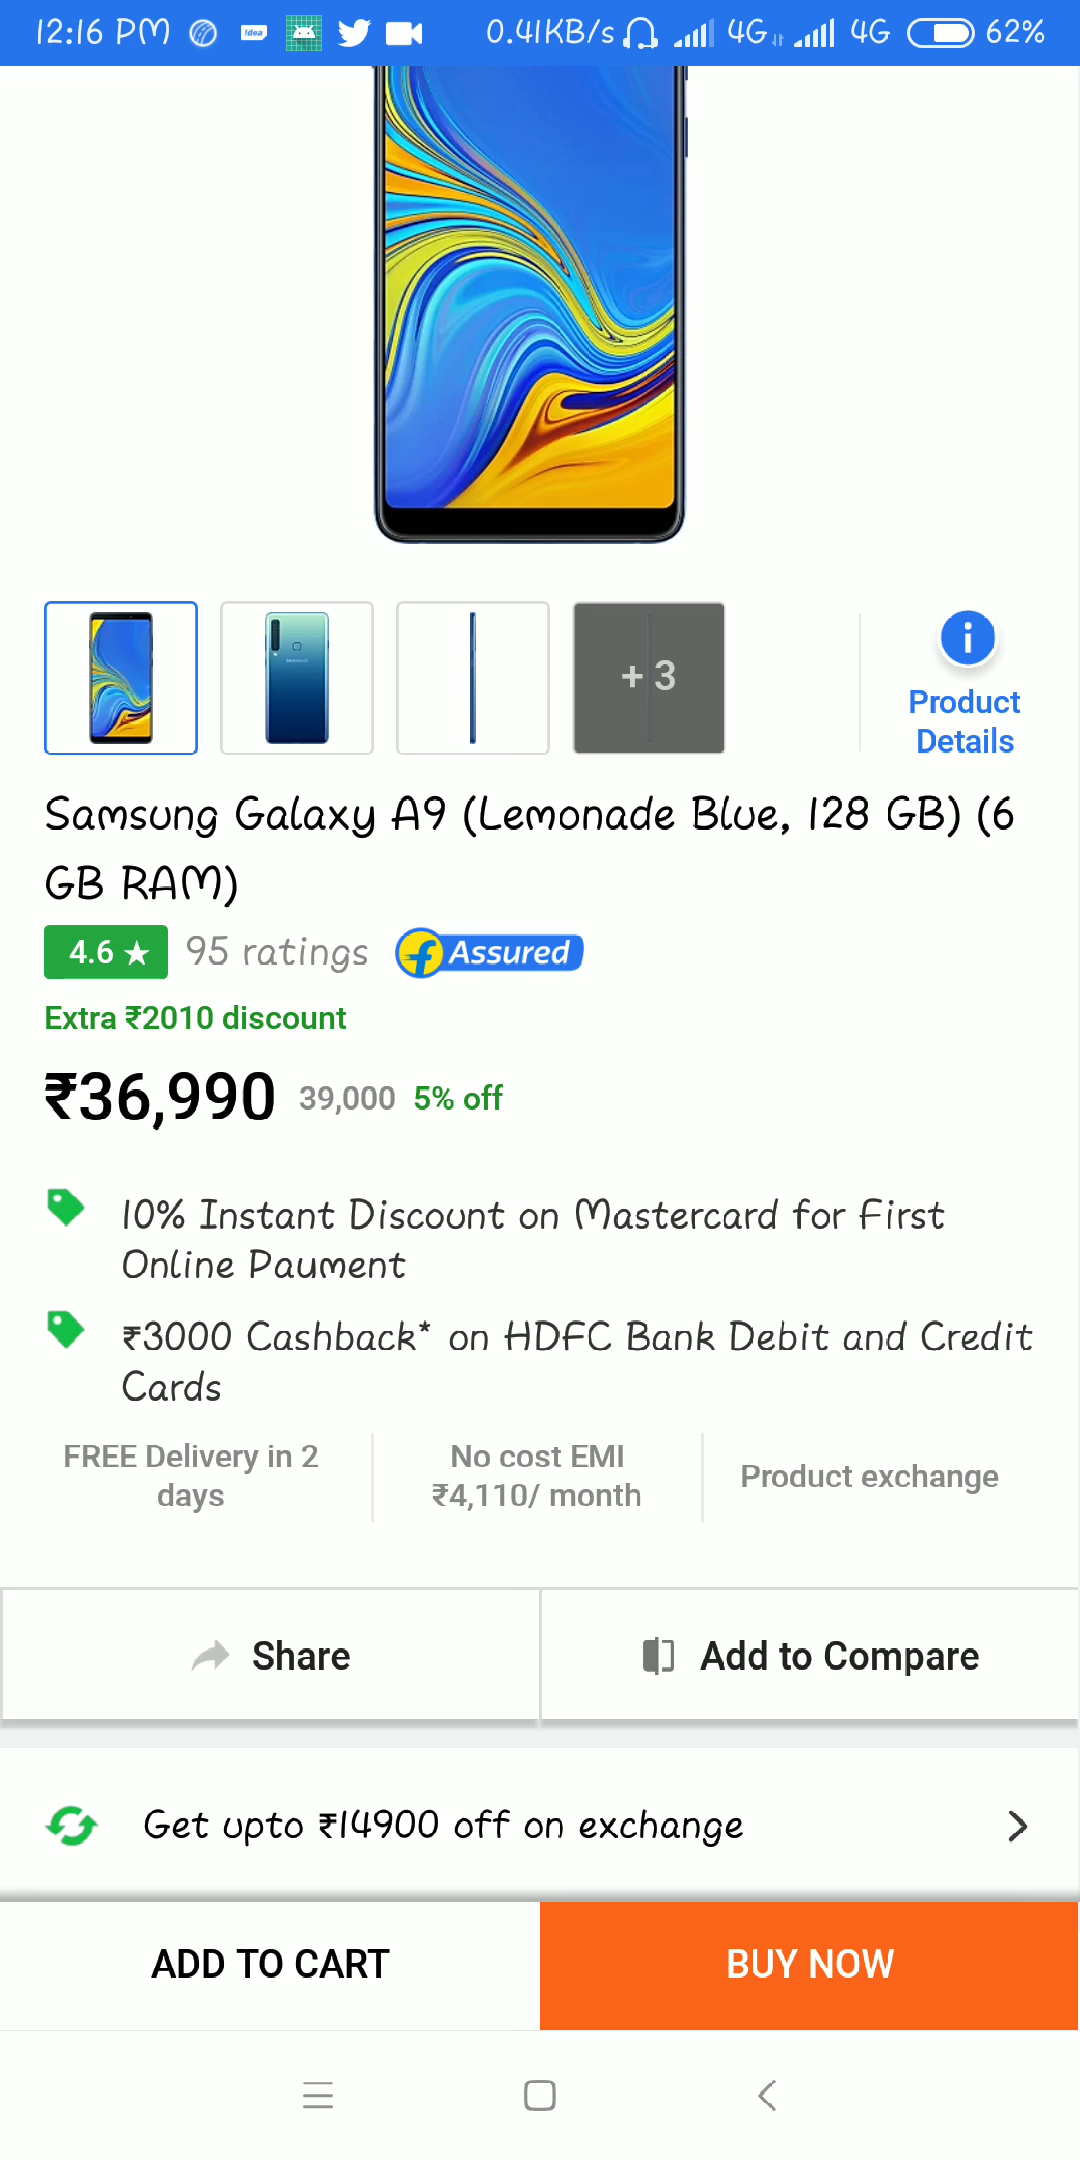 12:16 PM idea 0.41KB/s 4G 4G 62%
+ 3
Product
Details
Samsung Galaxy A9 (Lemonade Blue, 128 GB) (6
GB RAM)
4.6 ★ 95 ratings f Assured
Extra ₹2010 discount
₹36,990 39,000 5% off
10% Instant Discount on Mastercard for First
Online Paument
₹3000 Cashback* on HDFC Bank Debit and Credit
Cards
FREE Delivery in 2
days
No cost EMI
₹4,110/ month
Product exchange
Share
Add to Compare
Get upto ₹14900 off on exchange
ADD TO CART
BUY NOW